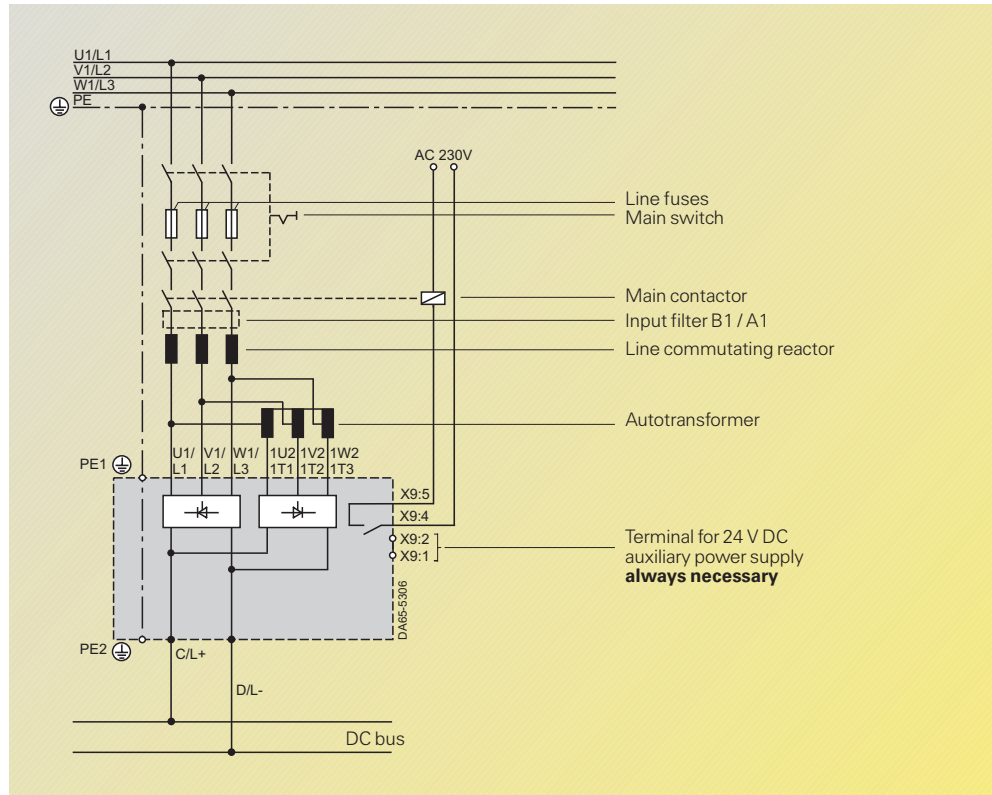 U1/L1
V1/L2
W1/L3
PE
AC 230V
Line fuses
Main switch
Main contactor
Input filter B1 / A1
Line commutating reactor
Autotransformer
U1/ V1/ W1/ 1U2 1V2 1W2
L1 L2 L3 1T1 1T2 1T3
PE1
X9:5
X9:4
X9:2
X9:1
Terminal for 24 V DC
auxiliary power supply
always necessary
DA65-5306
PE2
C/L+
D/L-
DC bus